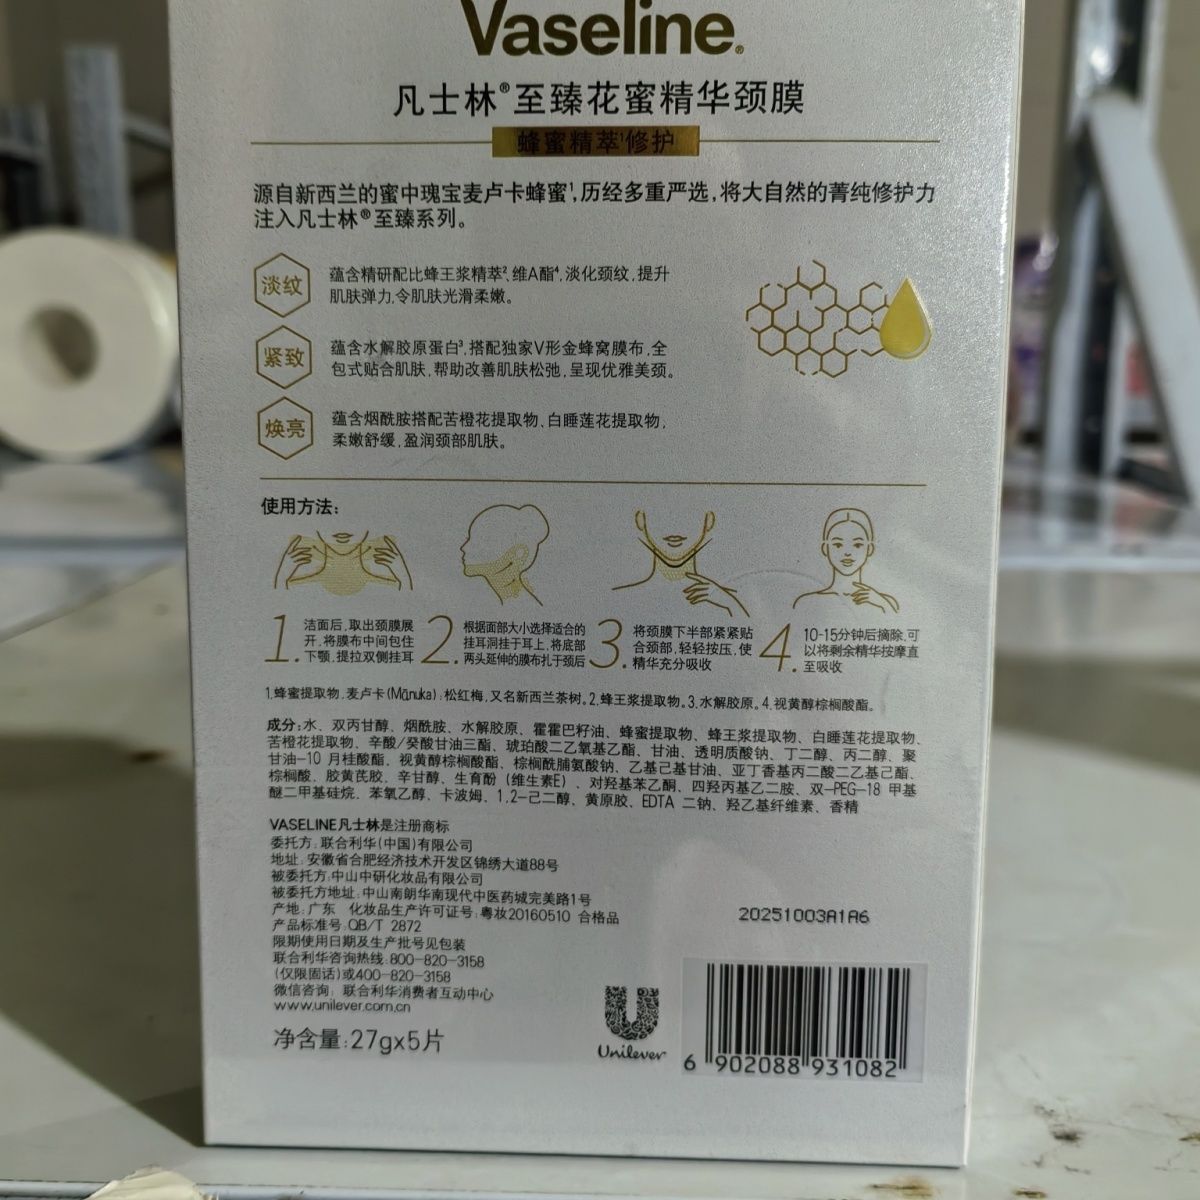 Vaseline®
凡士林®至臻花蜜精华颈膜
蜂蜜精萃¹修护
源自新西兰的蜜中瑰宝麦卢卡蜂蜜¹,历经多重严选,将大自然的菁纯修护力
注入凡士林®至臻系列。
淡纹
蕴含精研配比蜂王浆精萃²,维A酯⁴,淡化颈纹,提升
肌肤弹力,令肌肤光滑柔嫩。
紧致
蕴含水解胶原蛋白³,搭配独家V形金蜂窝膜布,全
包式贴合肌肤,帮助改善肌肤松弛,呈现优雅美颈。
焕亮
蕴含烟酰胺搭配苦橙花提取物、白睡莲花提取物,
柔嫩舒缓,盈润颈部肌肤。
使用方法:
1. 洁面后,取出颈膜展
开,将膜布中间包住
下颚,提拉双侧挂耳
2. 根据面部大小选择适合的
挂耳洞挂于耳上,将底部
两头延伸的膜布扎于颈后
3. 将颈膜下半部紧紧贴
合颈部,轻轻按压,使
精华充分吸收
4. 10-15分钟后摘除,可
以将剩余精华按摩直
至吸收
1.蜂蜜提取物,麦卢卡(Mānuka):松红梅,又名新西兰茶树。2.蜂王浆提取物。3.水解胶原。4.视黄醇棕榈酸酯。
成分:水、双丙甘醇、烟酰胺、水解胶原、霍霍巴籽油、蜂蜜提取物、蜂王浆提取物、白睡莲花提取物、
苦橙花提取物、辛酸/癸酸甘油三酯、琥珀酸二乙氧基乙酯、甘油、透明质酸钠、丁二醇、丙二醇、聚
甘油-10 月桂酸酯、视黄醇棕榈酸酯、棕榈酰脯氨酸钠、乙基己基甘油、亚丁香基丙二酸二乙基己酯、
棕榈酸、胶黄芪胶、辛甘醇、生育酚(维生素E)、对羟基苯乙酮、四羟丙基乙二胺、双-PEG-18 甲基
醚二甲基硅烷、苯氧乙醇、卡波姆、1,2-己二醇、黄原胶、EDTA 二钠、羟乙基纤维素、香精
VASELINE凡士林是注册商标
委托方:联合利华(中国)有限公司
地址:安徽省合肥经济技术开发区锦绣大道88号
被委托方:中山中研化妆品有限公司
被委托方地址:中山南朗华南现代中医药城完美路1号
产地:广东 化妆品生产许可证号:粤妆20160510 合格品
产品标准号:QB/T 2872
限期使用日期及生产批号见包装
联合利华咨询热线:800-820-3158
(仅限固话)或400-820-3158
微信咨询:联合利华消费者互动中心
www.unilever.com.cn
净含量:27gx5片
20251003A1A6
Unilever
6 902088 931082